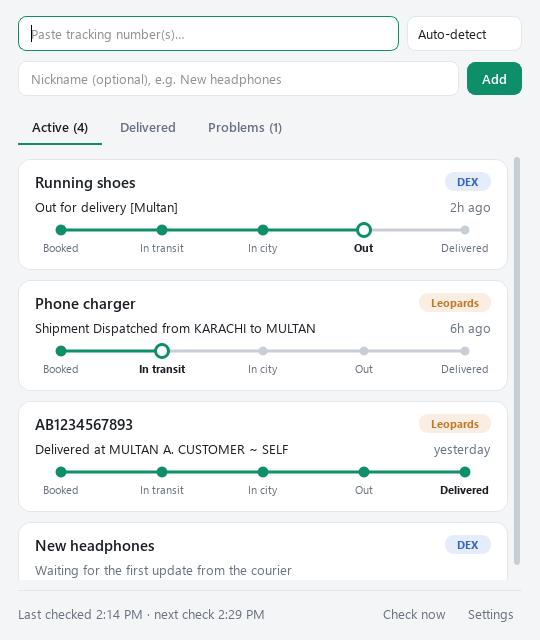 Paste tracking number(s)... Auto-detect
Nickname (optional), e.g. New headphones Add
Active (4) Delivered Problems (1)
Running shoes DEX
Out for delivery [Multan] 2h ago
Booked In transit In city Out Delivered
Phone charger Leopards
Shipment Dispatched from KARACHI to MULTAN 6h ago
Booked In transit In city Out Delivered
AB1234567893 Leopards
Delivered at MULTAN A. CUSTOMER ~ SELF yesterday
Booked In transit In city Out Delivered
New headphones DEX
Waiting for the first update from the courier
Last checked 2:14 PM · next check 2:29 PM Check now Settings